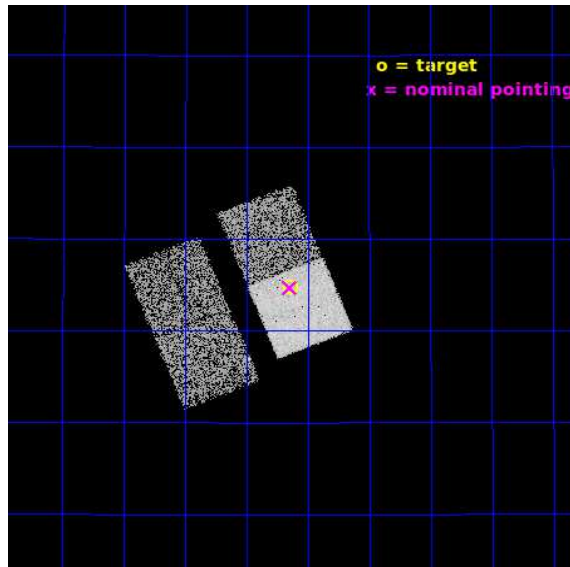 o = target
x = nominal pointing